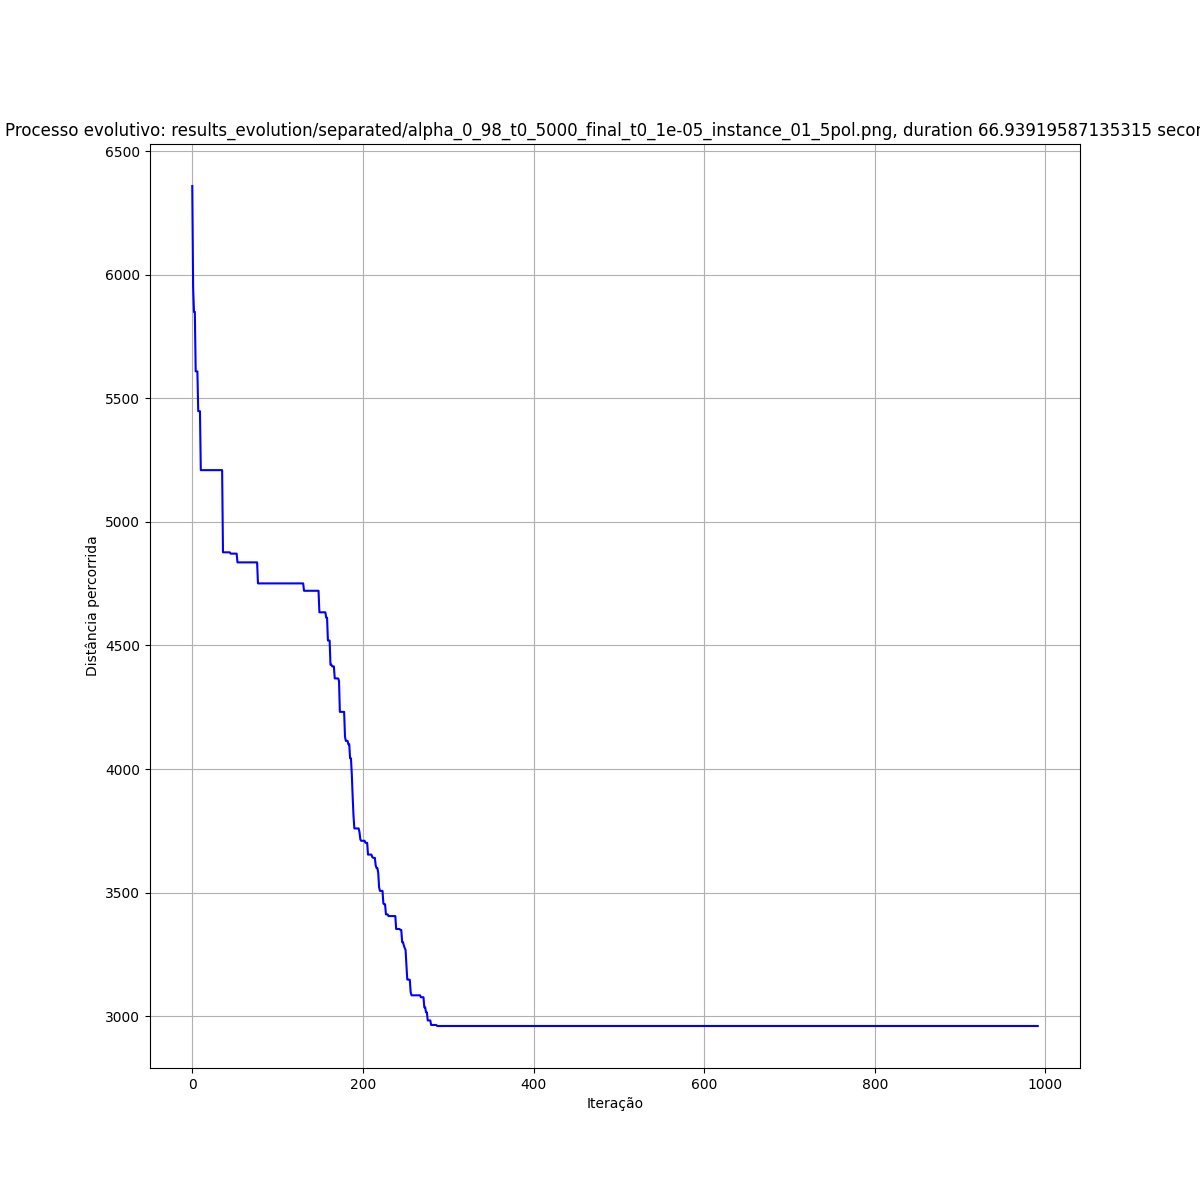 Processo evolutivo: results_evolution/separated/alpha_0_98_t0_5000_final_t0_1e-05_instance_01_5pol.png, duration 66.93919587135315 secon
6500
6000
5500
5000
4500
4000
3500
3000
Distância percorrida
0 200 400 600 800 1000
Iteração